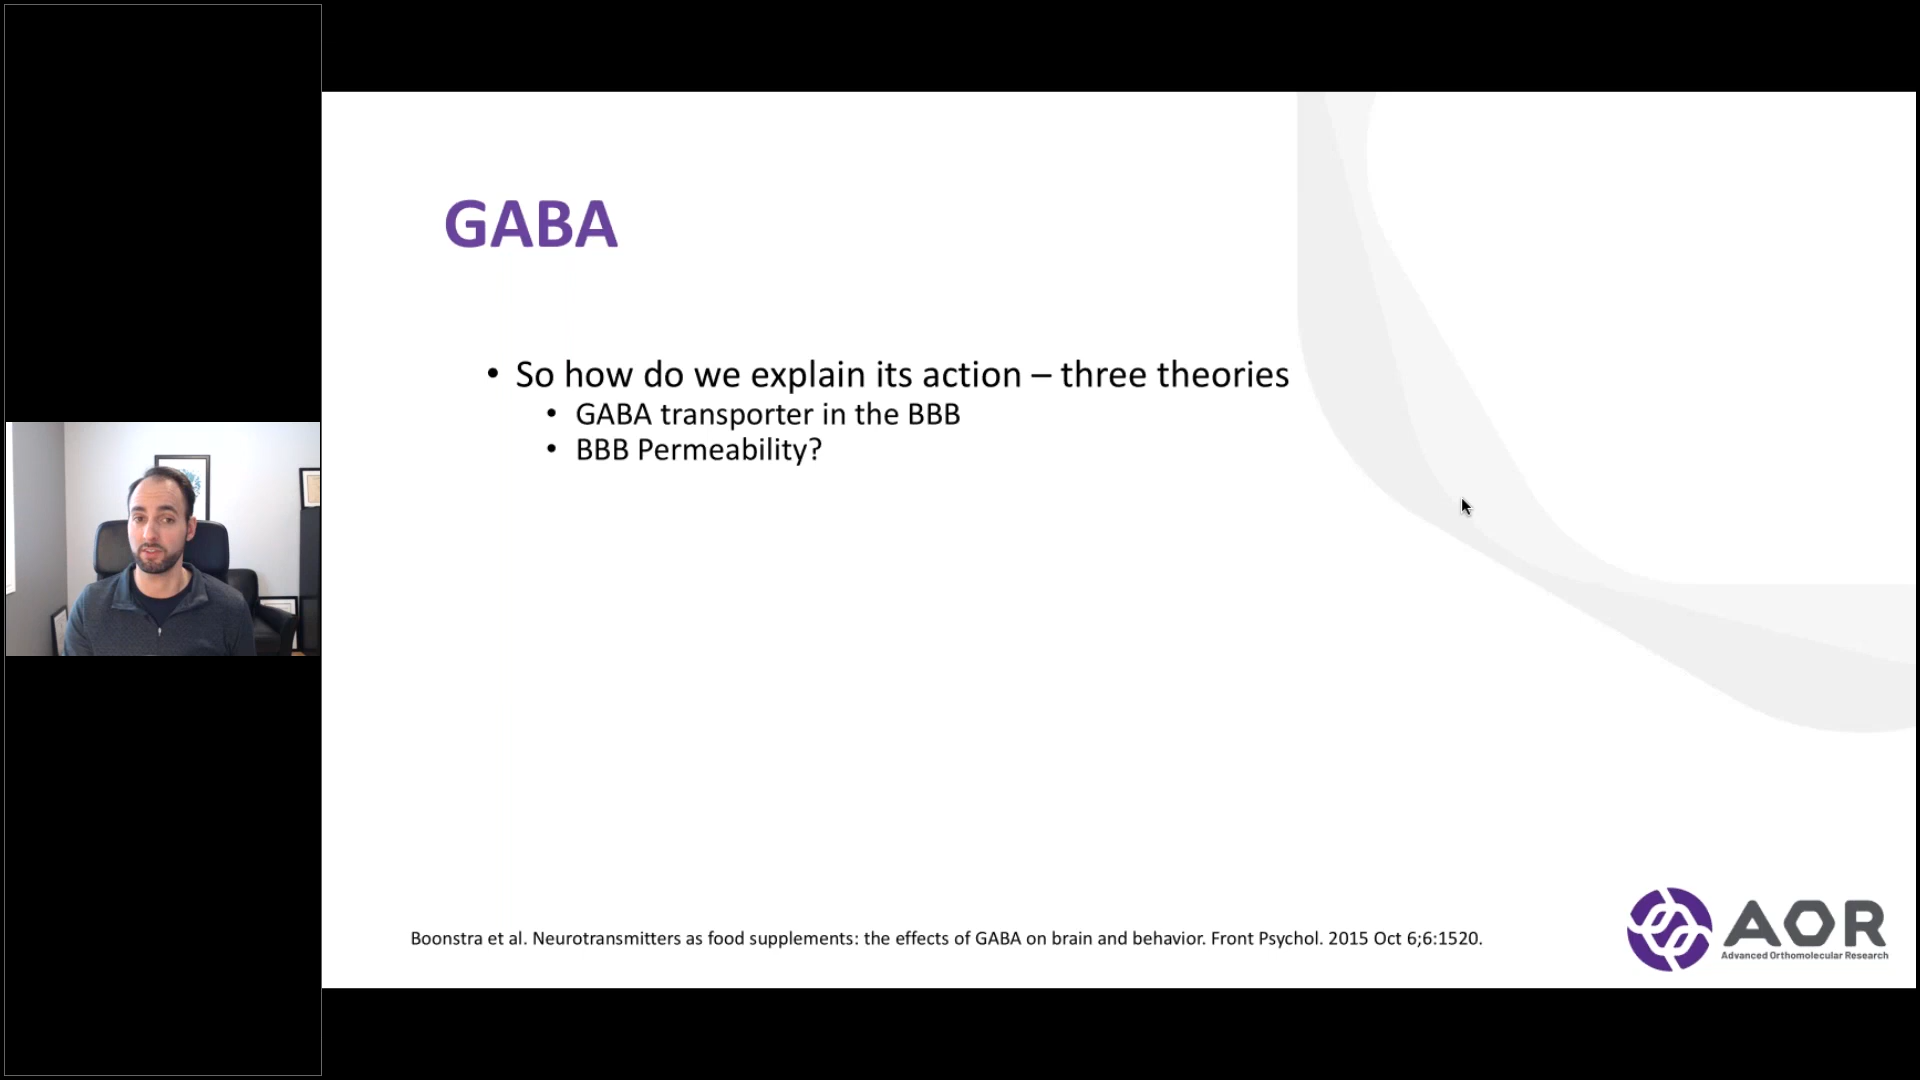 GABA
• So how do we explain its action – three theories
• GABA transporter in the BBB
• BBB Permeability?
Boonstra et al. Neurotransmitters as food supplements: the effects of GABA on brain and behavior. Front Psychol. 2015 Oct 6;6:1520.
AOR
Advanced Orthomolecular Research